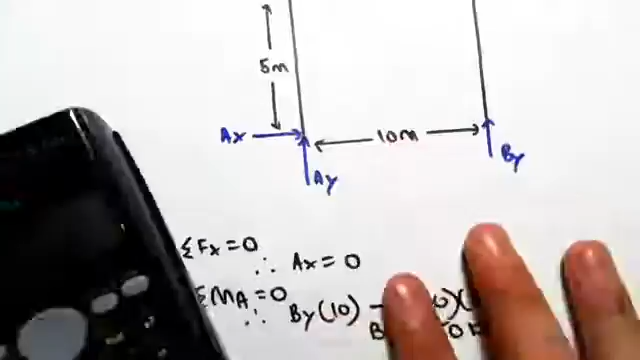 5m
Ax
10m
Ay
By
ΣFx=0
∴ Ax=0
ΣMA=0
∴ By(10) −